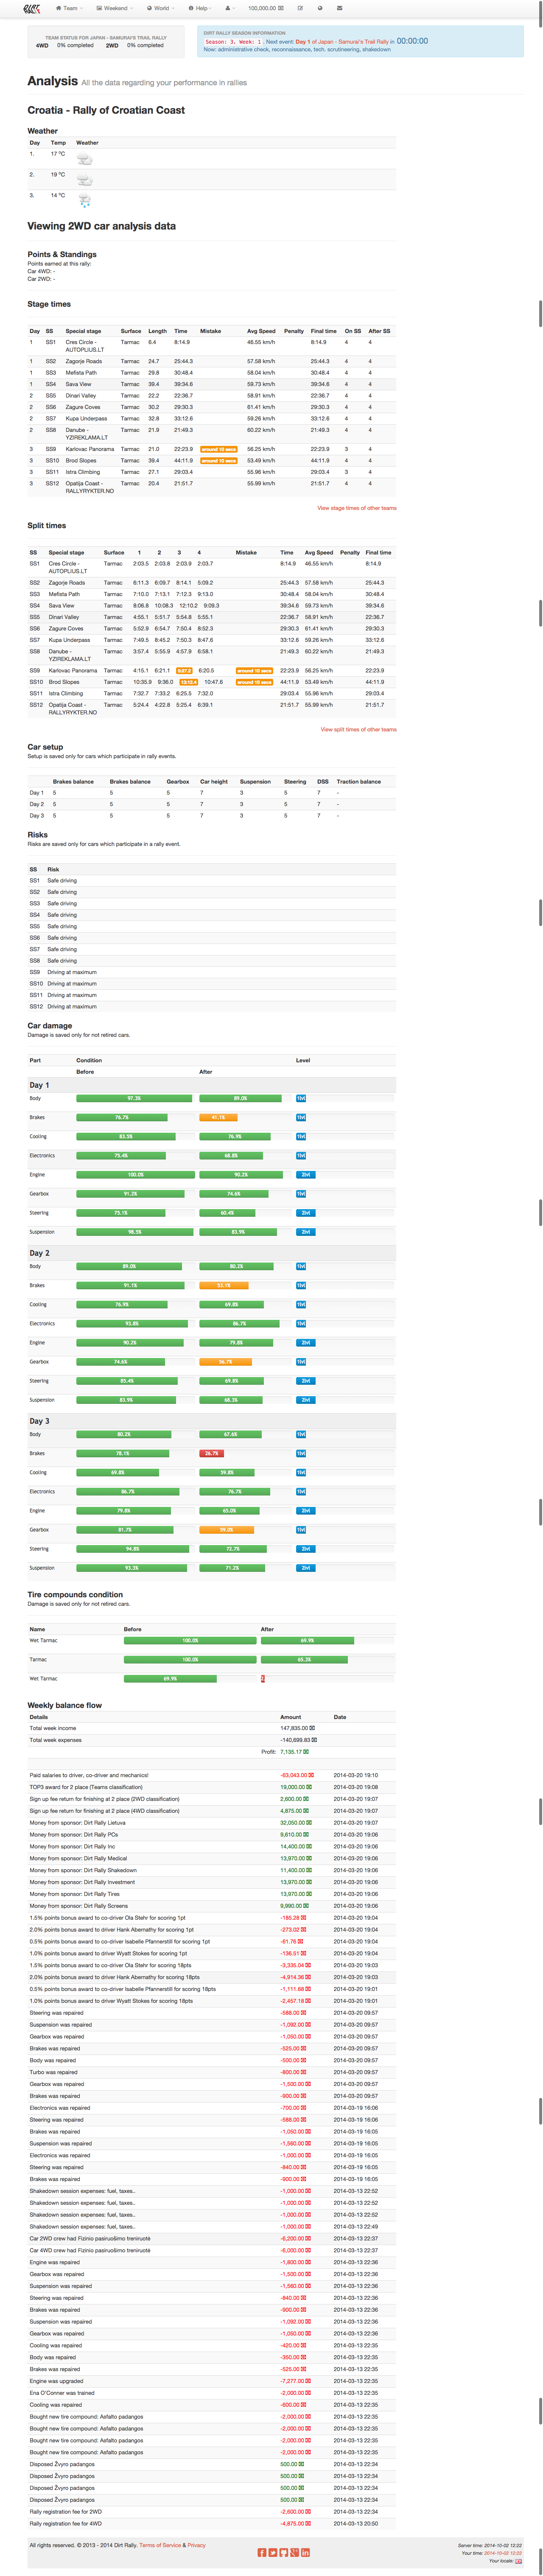 DIRT RALLY
Team Weekend World Help 100,000.00
TEAM STATUS FOR JAPAN - SAMURAI'S TRAIL RALLY
4WD 0% completed 2WD 0% completed
DIRT RALLY SEASON INFORMATION
Season: 3. Week: 1. Next event: Day 1 of Japan - Samurai's Trail Rally in 00:00:00
Now: administrative check, reconnaissance, tech. scrutineering, shakedown
Analysis All the data regarding your performance in rallies
Croatia - Rally of Croatian Coast
Weather
Day Temp Weather
1. 17 °C
2. 19 °C
3. 14 °C
Viewing 2WD car analysis data
Points & Standings
Points earned at this rally:
Car 4WD: -
Car 2WD: -
Stage times
Day SS Special stage Surface Length Time Mistake Avg Speed Penalty Final time On SS After SS
1 SS1 Cres Circle - AUTOPLIUS.LT Tarmac 6.4 8:14.9 46.55 km/h 8:14.9 4 4
1 SS2 Zagorje Roads Tarmac 24.7 25:44.3 57.58 km/h 25:44.3 4 4
1 SS3 Mefista Path Tarmac 29.8 30:48.4 58.04 km/h 30:48.4 4 4
1 SS4 Sava View Tarmac 39.4 39:34.6 59.73 km/h 39:34.6 4 4
2 SS5 Dinari Valley Tarmac 22.2 22:36.7 58.91 km/h 22:36.7 4 4
2 SS6 Zagure Coves Tarmac 30.2 29:30.3 61.41 km/h 29:30.3 4 4
2 SS7 Kupa Underpass Tarmac 32.8 33:12.6 59.26 km/h 33:12.6 4 4
2 SS8 Danube - YZIREKLAMA.LT Tarmac 21.9 21:49.3 60.22 km/h 21:49.3 4 4
3 SS9 Karlovac Panorama Tarmac 21.0 22:23.9 around 10 secs 56.25 km/h 22:23.9 3 4
3 SS10 Brod Slopes Tarmac 39.4 44:11.9 around 10 secs 53.49 km/h 44:11.9 4 4
3 SS11 Istra Climbing Tarmac 27.1 29:03.4 55.96 km/h 29:03.4 3 4
3 SS12 Opatija Coast - RALLYRYKTER.NO Tarmac 20.4 21:51.7 55.99 km/h 21:51.7 4 4
View stage times of other teams
Split times
SS Special stage Surface 1 2 3 4 Mistake Time Avg Speed Penalty Final time
SS1 Cres Circle - AUTOPLIUS.LT Tarmac 2:03.5 2:03.8 2:03.9 2:03.7 8:14.9 46.55 km/h 8:14.9
SS2 Zagorje Roads Tarmac 6:11.3 6:09.7 8:14.1 5:09.2 25:44.3 57.58 km/h 25:44.3
SS3 Mefista Path Tarmac 7:10.0 7:13.1 7:12.3 9:13.0 30:48.4 58.04 km/h 30:48.4
SS4 Sava View Tarmac 8:06.8 10:08.3 12:10.2 9:09.3 39:34.6 59.73 km/h 39:34.6
SS5 Dinari Valley Tarmac 4:55.1 5:51.7 5:54.8 5:55.1 22:36.7 58.91 km/h 22:36.7
SS6 Zagure Coves Tarmac 5:52.9 6:54.7 7:50.4 8:52.3 29:30.3 61.41 km/h 29:30.3
SS7 Kupa Underpass Tarmac 7:49.5 8:45.2 7:50.3 8:47.6 33:12.6 59.26 km/h 33:12.6
SS8 Danube - YZIREKLAMA.LT Tarmac 3:57.4 5:55.9 4:57.9 6:58.1 21:49.3 60.22 km/h 21:49.3
SS9 Karlovac Panorama Tarmac 4:15.1 6:21.1 6:20.5 around 10 secs 22:23.9 56.25 km/h 22:23.9
SS10 Brod Slopes Tarmac 10:35.9 9:36.0 13:12.4 10:47.6 around 10 secs 44:11.9 53.49 km/h 44:11.9
SS11 Istra Climbing Tarmac 7:32.7 7:33.2 6:25.5 7:32.0 29:03.4 55.96 km/h 29:03.4
SS12 Opatija Coast - RALLYRYKTER.NO Tarmac 5:24.4 4:22.8 5:25.4 6:39.1 21:51.7 55.99 km/h 21:51.7
View split times of other teams
Car setup
Setup is saved only for cars which participate in rally events.
Brakes balance Brakes balance Gearbox Car height Suspension Steering DSS Traction balance
Day 1 5 5 5 7 3 5 7 -
Day 2 5 5 5 7 3 5 7 -
Day 3 5 5 5 7 3 5 7 -
Risks
Risks are saved only for cars which participate in a rally event.
SS Risk
SS1 Safe driving
SS2 Safe driving
SS3 Safe driving
SS4 Safe driving
SS5 Safe driving
SS6 Safe driving
SS7 Safe driving
SS8 Safe driving
SS9 Driving at maximum
SS10 Driving at maximum
SS11 Driving at maximum
SS12 Driving at maximum
Car damage
Damage is saved only for not retired cars.
Part Condition Level
Before After
Day 1
Body 97.3% 89.0% 1lvl
Brakes 76.7% 41.1% 1lvl
Cooling 83.5% 76.9% 1lvl
Electronics 75.4% 68.8% 1lvl
Engine 100.0% 90.2% 3lvl
Gearbox 91.2% 74.6% 1lvl
Steering 75.1% 60.4% 2lvl
Suspension 98.5% 83.9% 2lvl
Day 2
Body 89.0% 80.2% 1lvl
Brakes 91.1% 53.1% 1lvl
Cooling 76.9% 69.8% 1lvl
Electronics 93.8% 86.7% 1lvl
Engine 90.2% 79.8% 3lvl
Gearbox 74.6% 56.7% 1lvl
Steering 85.4% 69.8% 2lvl
Suspension 83.9% 68.3% 2lvl
Day 3
Body 80.2% 67.6% 1lvl
Brakes 78.1% 26.7% 1lvl
Cooling 69.8% 59.8% 1lvl
Electronics 86.7% 76.7% 1lvl
Engine 79.8% 65.0% 3lvl
Gearbox 81.7% 59.0% 1lvl
Steering 94.8% 72.7% 2lvl
Suspension 93.3% 71.2% 2lvl
Tire compounds condition
Damage is saved only for not retired cars.
Name Before After
Wet Tarmac 100.0% 69.9%
Tarmac 100.0% 65.3%
Wet Tarmac 69.9%
Weekly balance flow
Details Amount Date
Total week income 147,835.00
Total week expenses -140,699.83
Profit: 7,135.17
Paid salaries to driver, co-driver and mechanics! -63,043.00 2014-03-20 19:10
TOP3 award for 2 place (Teams classification) 19,000.00 2014-03-20 19:08
Sign up fee return for finishing at 2 place (2WD classification) 2,600.00 2014-03-20 19:07
Sign up fee return for finishing at 2 place (4WD classification) 4,875.00 2014-03-20 19:07
Money from sponsor: Dirt Rally Lietuva 32,050.00 2014-03-20 19:07
Money from sponsor: Dirt Rally PCs 9,610.00 2014-03-20 19:06
Money from sponsor: Dirt Rally Inc 14,400.00 2014-03-20 19:06
Money from sponsor: Dirt Rally Medical 13,970.00 2014-03-20 19:06
Money from sponsor: Dirt Rally Shakedown 11,400.00 2014-03-20 19:06
Money from sponsor: Dirt Rally Investment 13,970.00 2014-03-20 19:06
Money from sponsor: Dirt Rally Tires 13,970.00 2014-03-20 19:06
Money from sponsor: Dirt Rally Screens 9,990.00 2014-03-20 19:06
1.5% points bonus award to co-driver Ola Stehr for scoring 1pt -185.28 2014-03-20 19:04
2.0% points bonus award to driver Hank Abernathy for scoring 1pt -273.02 2014-03-20 19:04
0.5% points bonus award to co-driver Isabelle Pfannerstill for scoring 1pt -61.76 2014-03-20 19:04
1.0% points bonus award to driver Wyatt Stokes for scoring 1pt -136.51 2014-03-20 19:04
1.5% points bonus award to co-driver Ola Stehr for scoring 18pts -3,335.04 2014-03-20 19:03
2.0% points bonus award to driver Hank Abernathy for scoring 18pts -4,914.36 2014-03-20 19:03
0.5% points bonus award to co-driver Isabelle Pfannerstill for scoring 18pts -1,111.68 2014-03-20 19:01
1.0% points bonus award to driver Wyatt Stokes for scoring 18pts -2,457.18 2014-03-20 19:01
Steering was repaired -588.00 2014-03-20 09:57
Suspension was repaired -1,092.00 2014-03-20 09:57
Gearbox was repaired -1,050.00 2014-03-20 09:57
Brakes was repaired -525.00 2014-03-20 09:57
Body was repaired -500.00 2014-03-20 09:57
Turbo was repaired -800.00 2014-03-20 09:57
Gearbox was repaired -1,500.00 2014-03-20 09:57
Brakes was repaired -900.00 2014-03-20 09:57
Electronics was repaired -700.00 2014-03-19 16:06
Steering was repaired -588.00 2014-03-19 16:06
Brakes was repaired -1,050.00 2014-03-19 16:06
Suspension was repaired -1,560.00 2014-03-19 16:05
Electronics was repaired -1,000.00 2014-03-19 16:05
Steering was repaired -840.00 2014-03-19 16:05
Brakes was repaired -900.00 2014-03-19 16:05
Shakedown session expenses: fuel, taxes.. -1,000.00 2014-03-13 22:52
Shakedown session expenses: fuel, taxes.. -1,000.00 2014-03-13 22:52
Shakedown session expenses: fuel, taxes.. -1,000.00 2014-03-13 22:52
Shakedown session expenses: fuel, taxes.. -1,000.00 2014-03-13 22:49
Car 2WD crew had Fizinio pasiruošimo treniruotė -6,200.00 2014-03-13 22:37
Car 4WD crew had Fizinio pasiruošimo treniruotė -6,000.00 2014-03-13 22:37
Engine was repaired -1,800.00 2014-03-13 22:36
Gearbox was repaired -1,500.00 2014-03-13 22:36
Suspension was repaired -1,560.00 2014-03-13 22:36
Steering was repaired -840.00 2014-03-13 22:36
Brakes was repaired -900.00 2014-03-13 22:36
Suspension was repaired -1,092.00 2014-03-13 22:36
Gearbox was repaired -1,050.00 2014-03-13 22:36
Cooling was repaired -420.00 2014-03-13 22:35
Body was repaired -350.00 2014-03-13 22:35
Brakes was repaired -525.00 2014-03-13 22:35
Engine was upgraded -7,277.00 2014-03-13 22:35
Ena O'Conner was trained -2,000.00 2014-03-13 22:35
Cooling was repaired -600.00 2014-03-13 22:35
Bought new tire compound: Asfalto padangos -2,000.00 2014-03-13 22:35
Bought new tire compound: Asfalto padangos -2,000.00 2014-03-13 22:35
Bought new tire compound: Asfalto padangos -2,000.00 2014-03-13 22:35
Bought new tire compound: Asfalto padangos -2,000.00 2014-03-13 22:35
Disposed Žvyro padangos 500.00 2014-03-13 22:34
Disposed Žvyro padangos 500.00 2014-03-13 22:34
Disposed Žvyro padangos 500.00 2014-03-13 22:34
Disposed Žvyro padangos 500.00 2014-03-13 22:34
Rally registration fee for 2WD -2,600.00 2014-03-13 22:34
Rally registration fee for 4WD -4,875.00 2014-03-13 20:50
All rights reserved. © 2013 - 2014 Dirt Rally. Terms of Service & Privacy
Server time: 2014-10-02 12:22
Your time: 2014-10-02 12:22
Your locale: